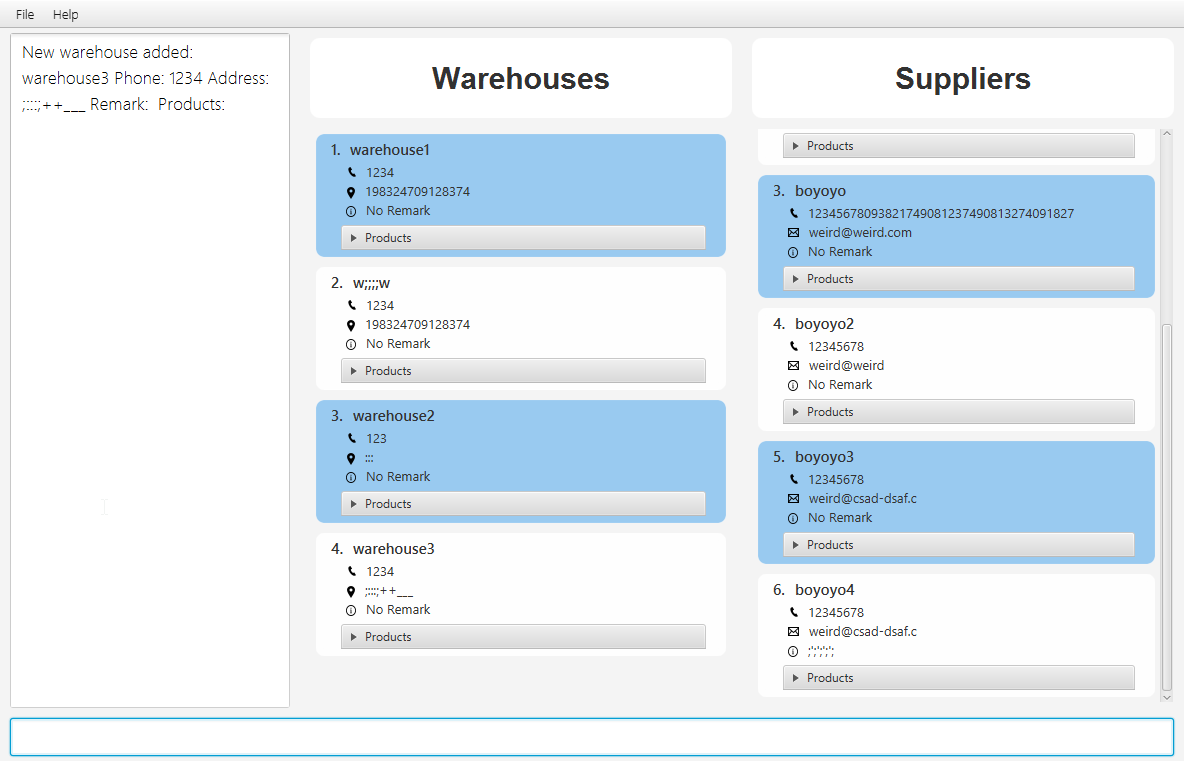 File Help
New warehouse added:
warehouse3 Phone: 1234 Address:
;:::;++___ Remark:  Products:
Warehouses
1. warehouse1
1234
198324709128374
No Remark
Products
2. w;;;;w
1234
198324709128374
No Remark
Products
3. warehouse2
123
:::
No Remark
Products
4. warehouse3
1234
;:::;++___
No Remark
Products
Suppliers
Products
3. boyoyo
12345678093821749081237490813274091827
weird@weird.com
No Remark
Products
4. boyoyo2
12345678
weird@weird
No Remark
Products
5. boyoyo3
12345678
weird@csad-dsaf.c
No Remark
Products
6. boyoyo4
12345678
weird@csad-dsaf.c
;';';';';
Products